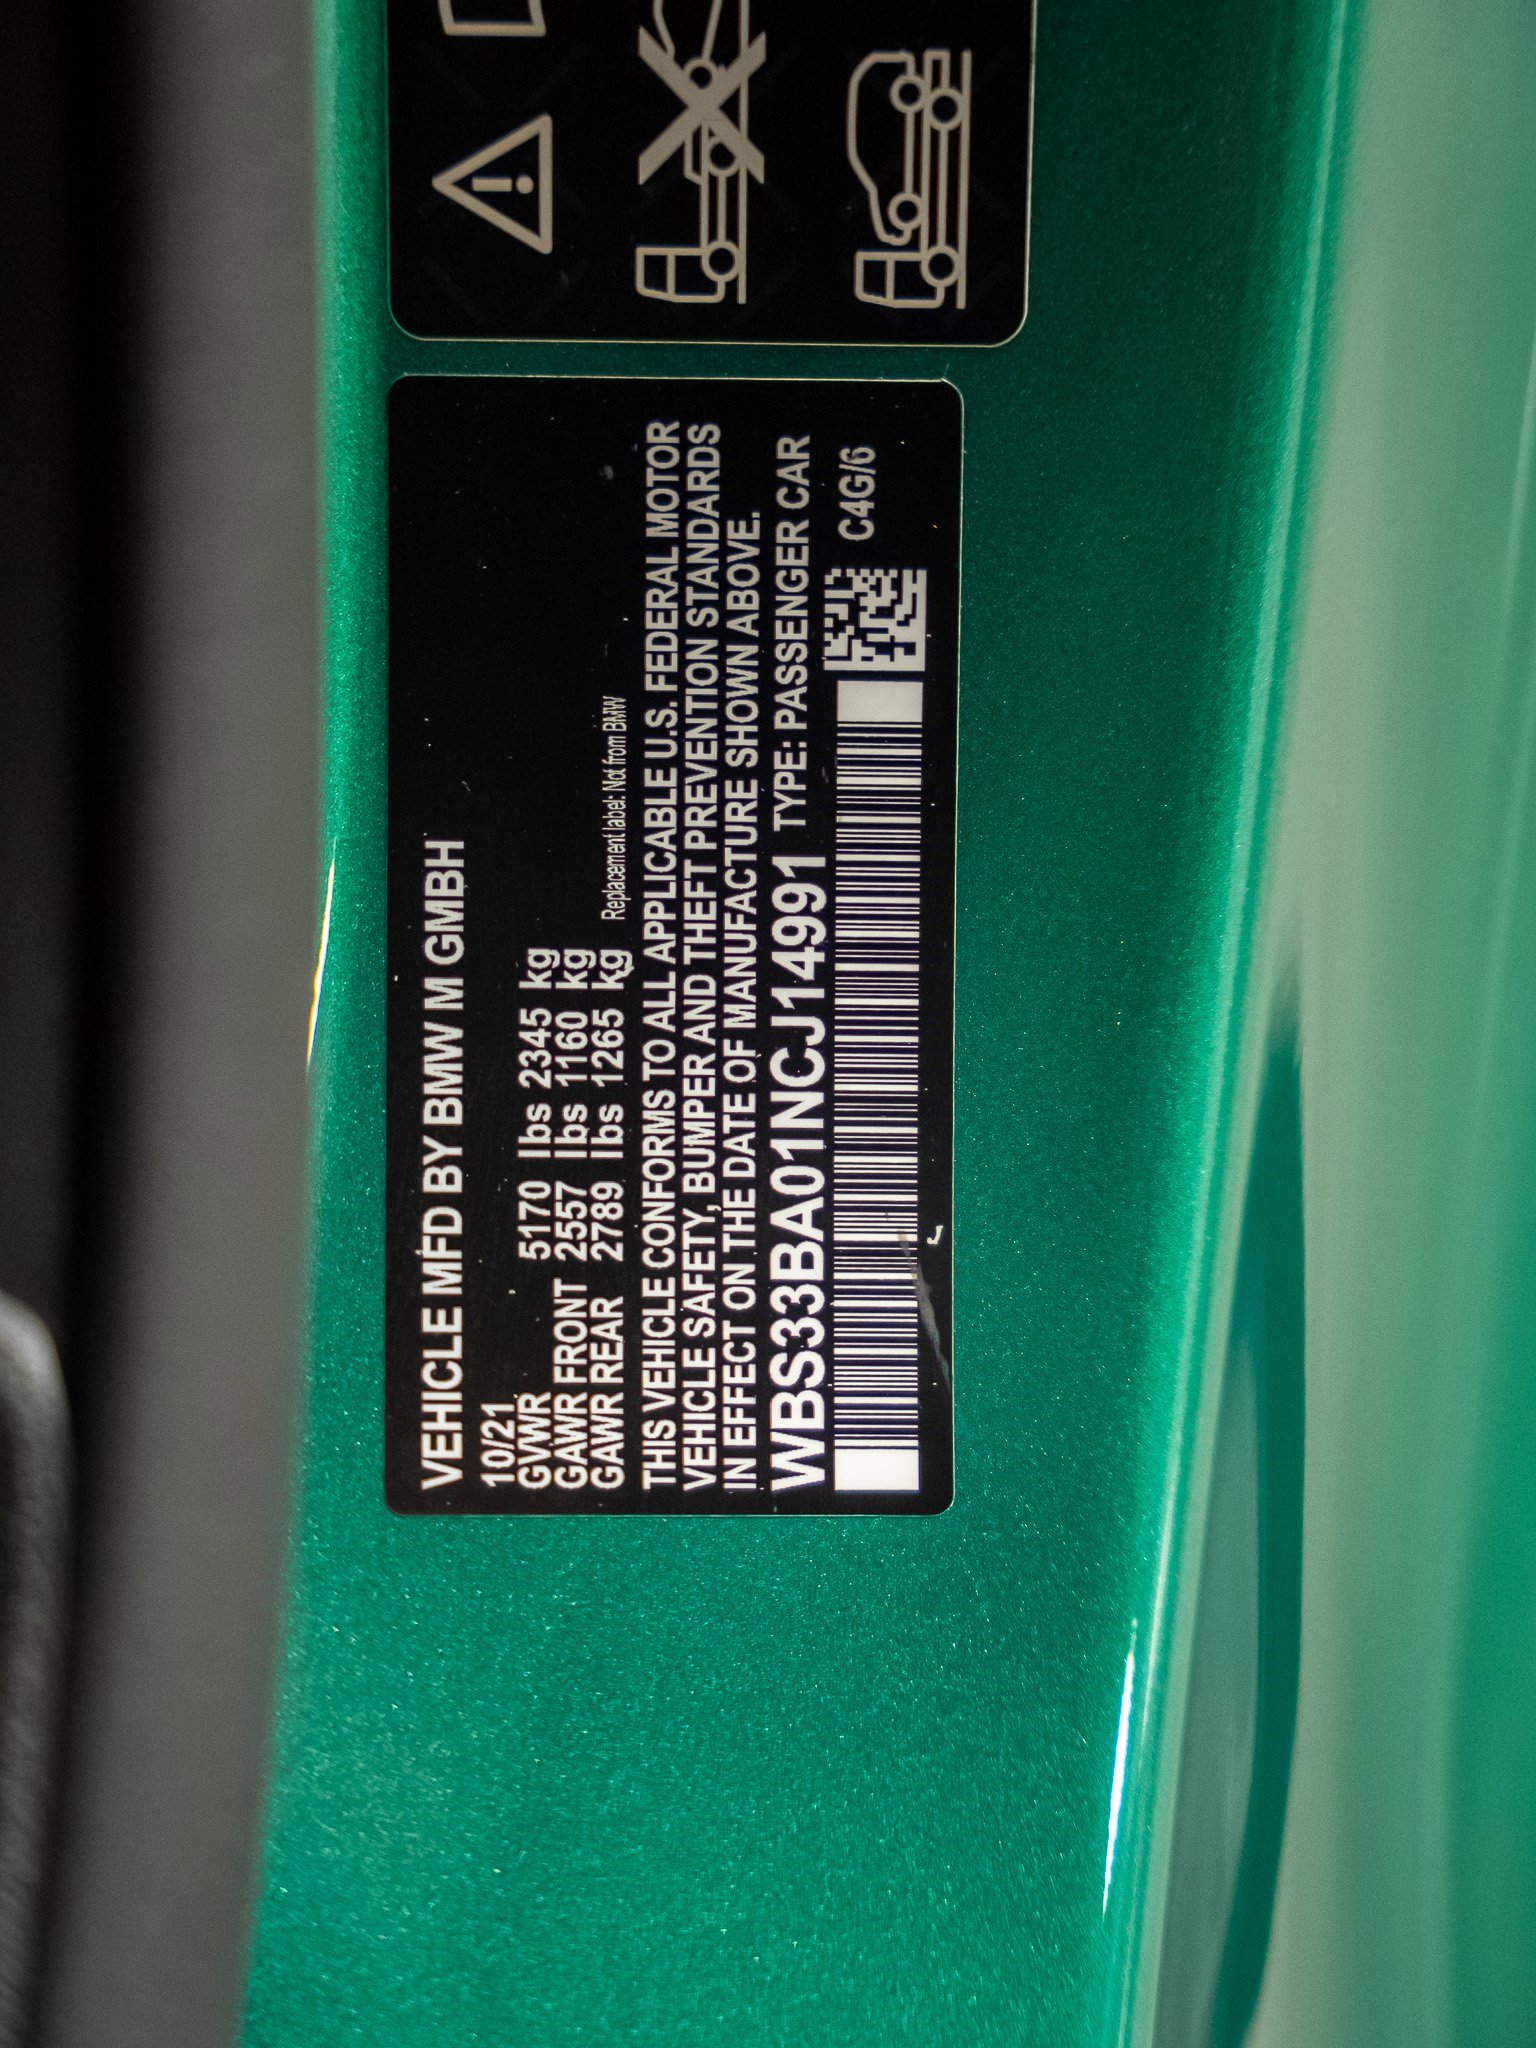 VEHICLE MFD BY BMW M GMBH
10/21
GVWR 5170 lbs 2345 kg
GAWR FRONT 2557 lbs 1160 kg
GAWR REAR 2789 lbs 1265 kg
Replacement label: Not from BMW
THIS VEHICLE CONFORMS TO ALL APPLICABLE U.S. FEDERAL MOTOR
VEHICLE SAFETY, BUMPER AND THEFT PREVENTION STANDARDS
IN EFFECT ON THE DATE OF MANUFACTURE SHOWN ABOVE.
WBS33BA01NCJ14991 TYPE: PASSENGER CAR
C4G/6